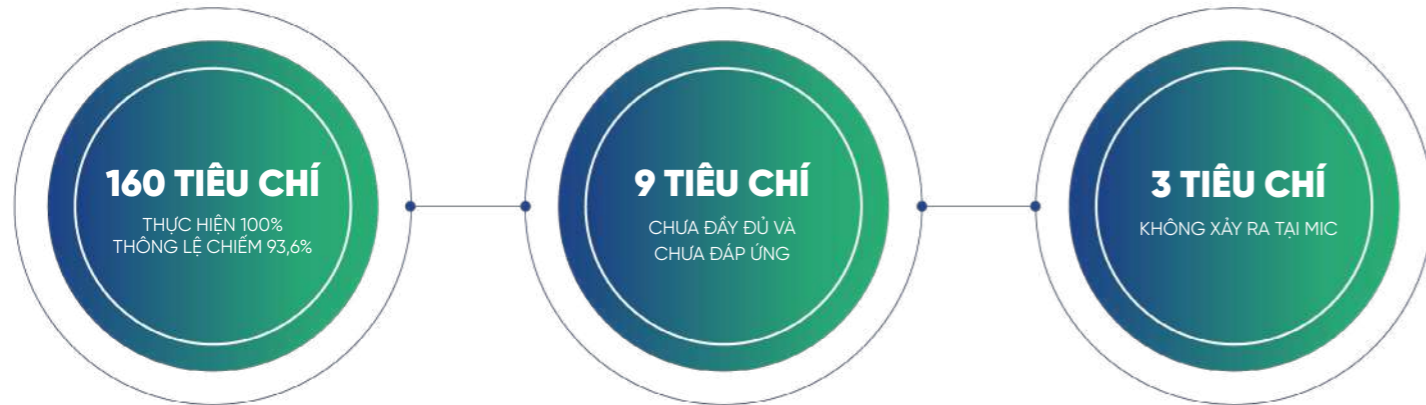 160 TIÊU CHÍ
THỰC HIỆN 100%
THÔNG LỆ CHIẾM 93,6%
9 TIÊU CHÍ
CHƯA ĐẦY ĐỦ VÀ
CHƯA ĐÁP ỨNG
3 TIÊU CHÍ
KHÔNG XẢY RA TẠI MIC